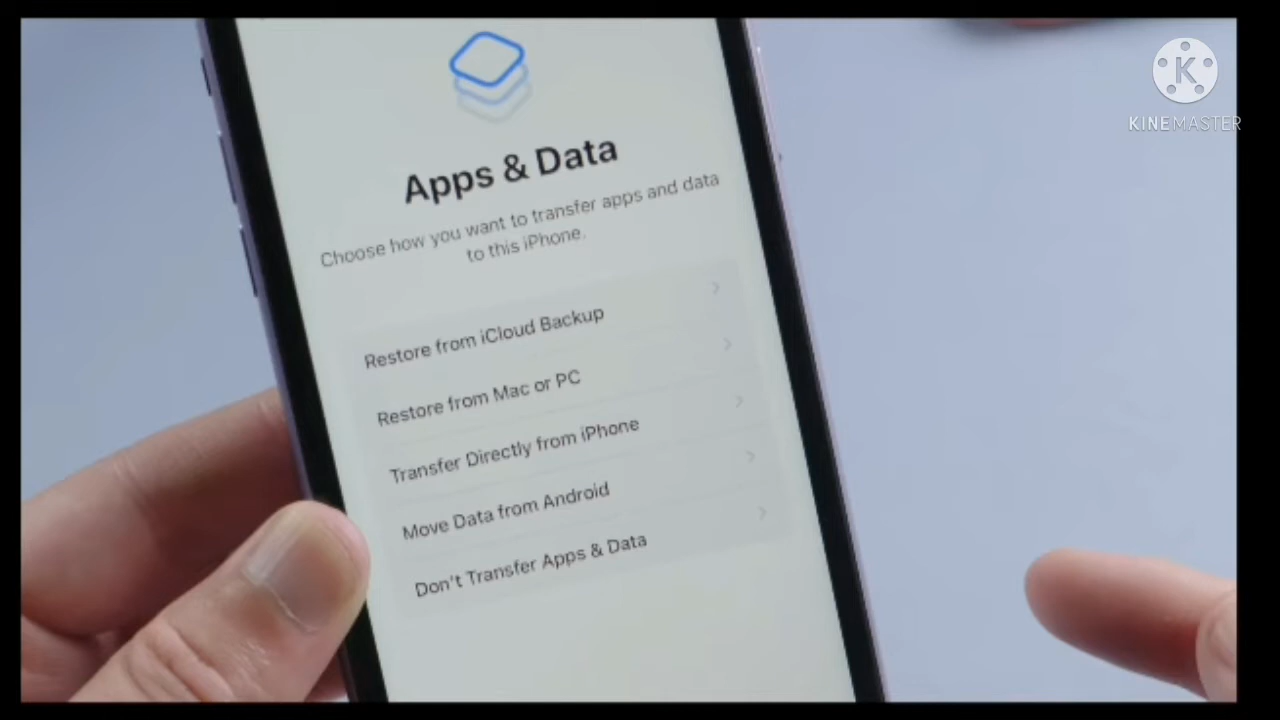 K
KINEMASTER
Apps & Data
Choose how you want to transfer apps and data
to this iPhone.
Restore from iCloud Backup
Restore from Mac or PC
Transfer Directly from iPhone
Move Data from Android
Don't Transfer Apps & Data